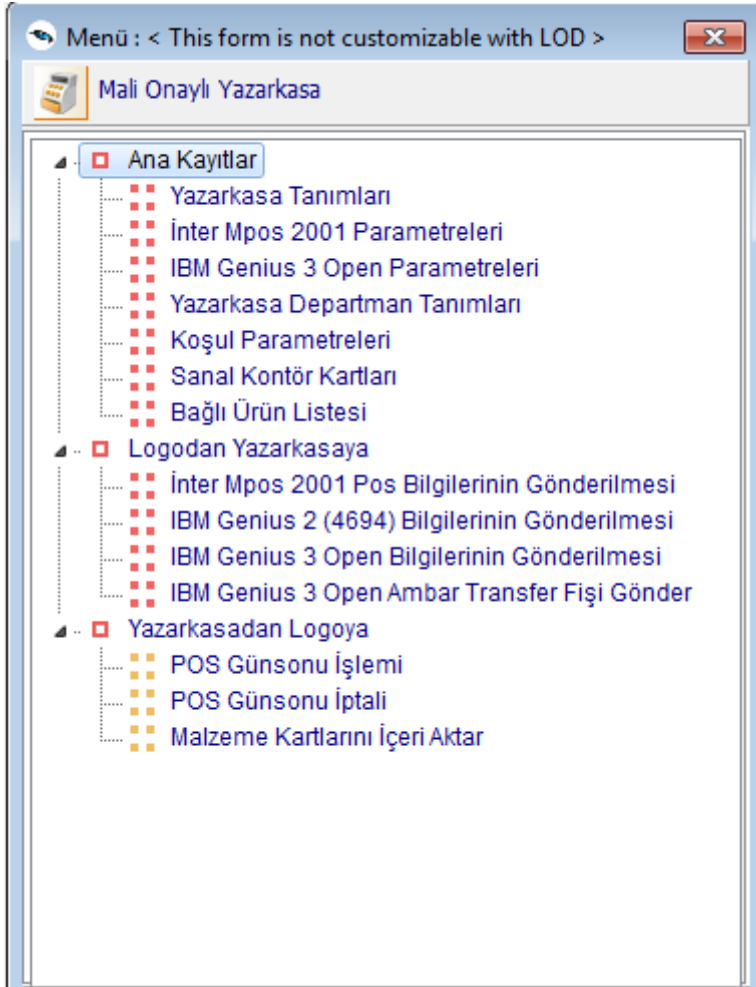 Menü : < This form is not customizable with LOD >
Mali Onaylı Yazarkasa
Ana Kayıtlar
Yazarkasa Tanımları
İnter Mpos 2001 Parametreleri
IBM Genius 3 Open Parametreleri
Yazarkasa Departman Tanımları
Koşul Parametreleri
Sanal Kontör Kartları
Bağlı Ürün Listesi
Logodan Yazarkasaya
İnter Mpos 2001 Pos Bilgilerinin Gönderilmesi
IBM Genius 2 (4694) Bilgilerinin Gönderilmesi
IBM Genius 3 Open Bilgilerinin Gönderilmesi
IBM Genius 3 Open Ambar Transfer Fişi Gönder
Yazarkasadan Logoya
POS Günsonu İşlemi
POS Günsonu İptali
Malzeme Kartlarını İçeri Aktar